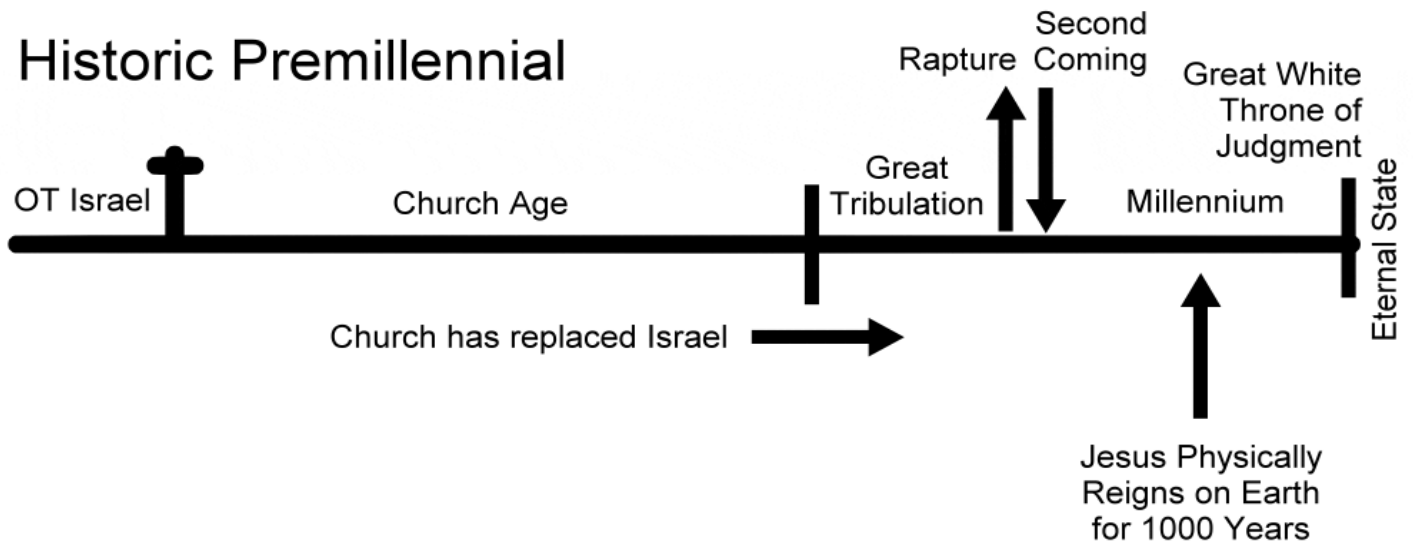 Historic Premillennial
Second
Rapture Coming
Great White
Throne of
Judgment
OT Israel
Church Age
Great
Tribulation
Millennium
Eternal State
Church has replaced Israel
Jesus Physically
Reigns on Earth
for 1000 Years